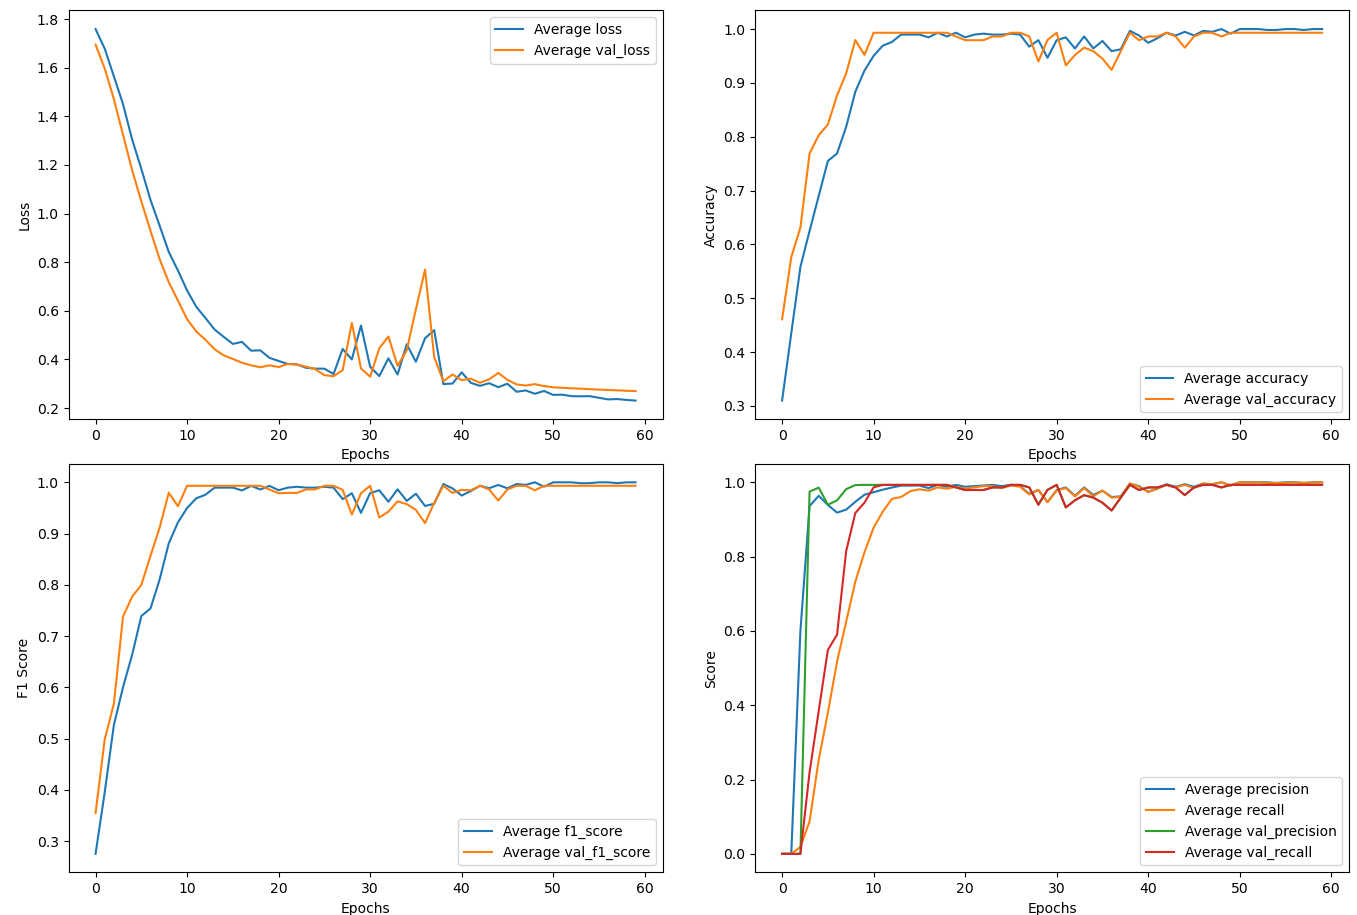 1.8
1.6
1.4
1.2
1.0
0.8
0.6
0.4
0.2
Loss
0 10 20 30 40 50 60
Epochs
Average loss
Average val_loss
1.0
0.9
0.8
0.7
0.6
0.5
0.4
0.3
Accuracy
0 10 20 30 40 50 60
Epochs
Average accuracy
Average val_accuracy
1.0
0.9
0.8
0.7
0.6
0.5
0.4
0.3
F1 Score
0 10 20 30 40 50 60
Epochs
Average f1_score
Average val_f1_score
1.0
0.8
0.6
0.4
0.2
0.0
Score
0 10 20 30 40 50 60
Epochs
Average precision
Average recall
Average val_precision
Average val_recall